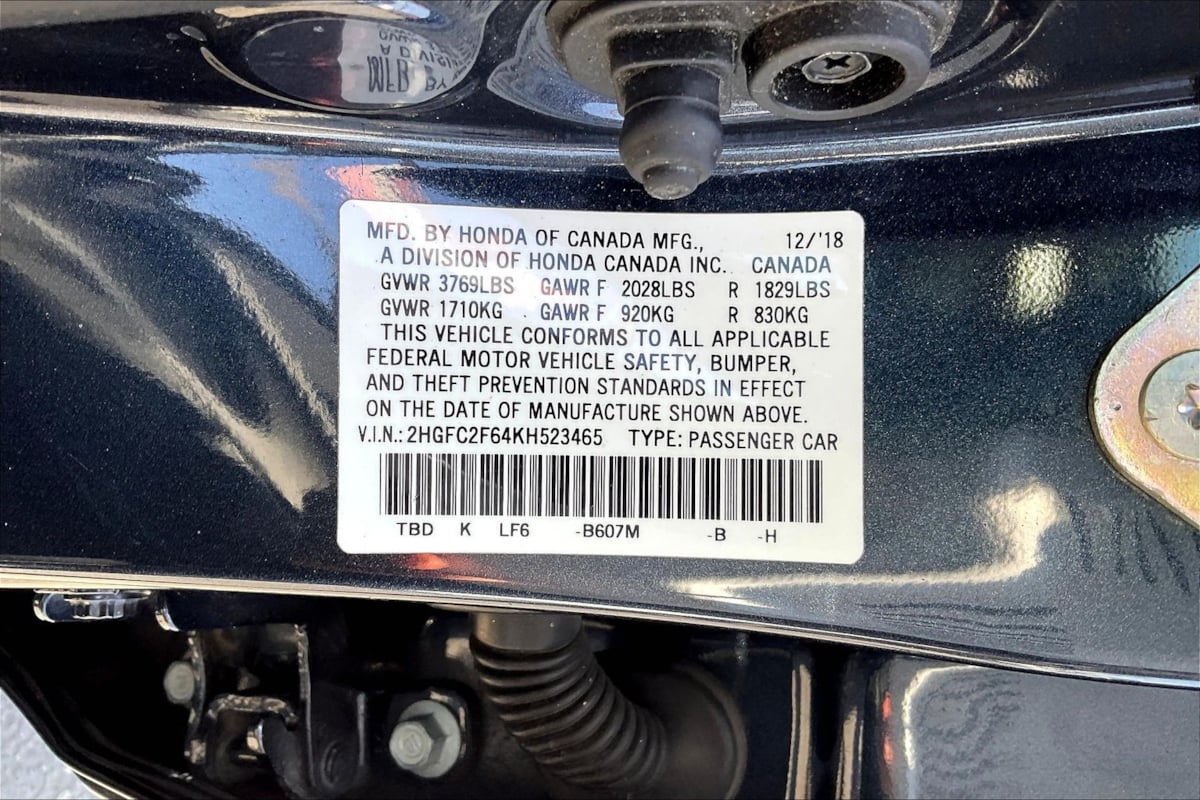 MFD. BY HONDA OF CANADA MFG., 12/'18
A DIVISION OF HONDA CANADA INC. CANADA
GVWR 3769LBS GAWR F 2028LBS R 1829LBS
GVWR 1710KG GAWR F 920KG R 830KG
THIS VEHICLE CONFORMS TO ALL APPLICABLE
FEDERAL MOTOR VEHICLE SAFETY, BUMPER,
AND THEFT PREVENTION STANDARDS IN EFFECT
ON THE DATE OF MANUFACTURE SHOWN ABOVE.
V.I.N.: 2HGFC2F64KH523465 TYPE: PASSENGER CAR
TBD K LF6 -B607M -B -H